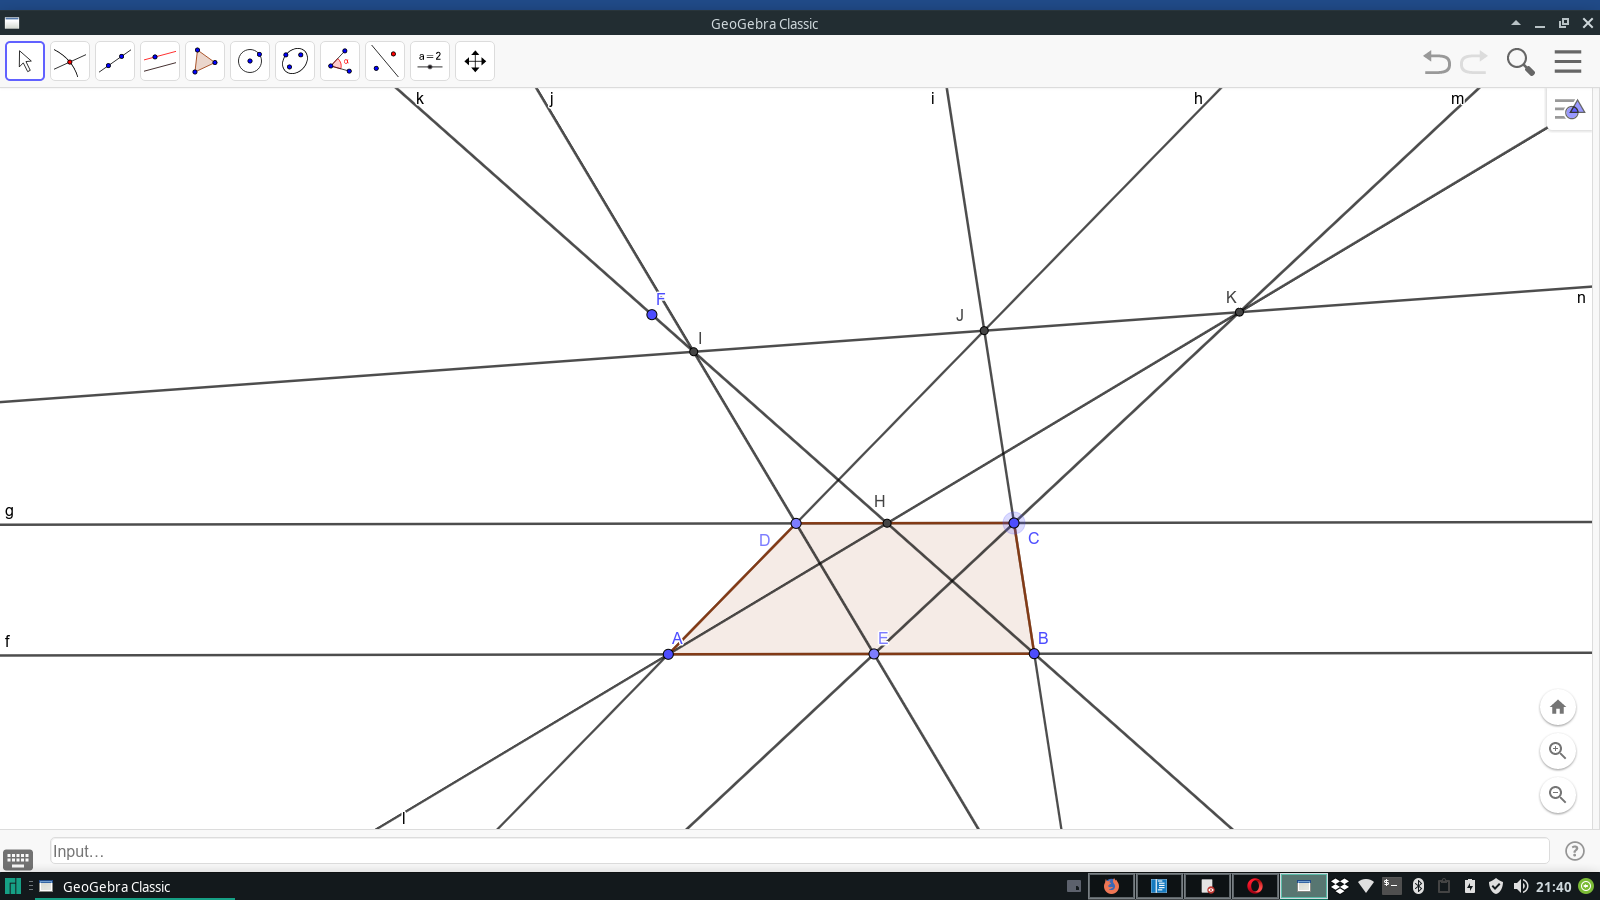 GeoGebra Classic
a=2
k
j
i
h
m
F
I
J
K
n
g
H
D
C
f
A
E
B
l
Input…
GeoGebra Classic
21:40